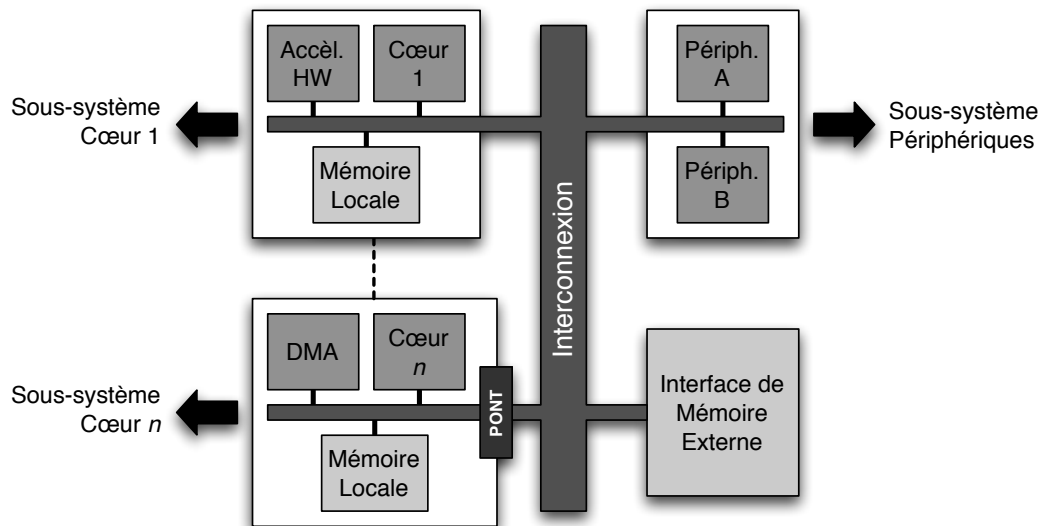 Accèl.
HW
Cœur
1
Sous-système
Cœur 1
Mémoire
Locale
Périph.
A
Périph.
B
Sous-système
Périphériques
Interconnexion
DMA
Cœur
n
PONT
Sous-système
Cœur n
Mémoire
Locale
Interface de
Mémoire
Externe